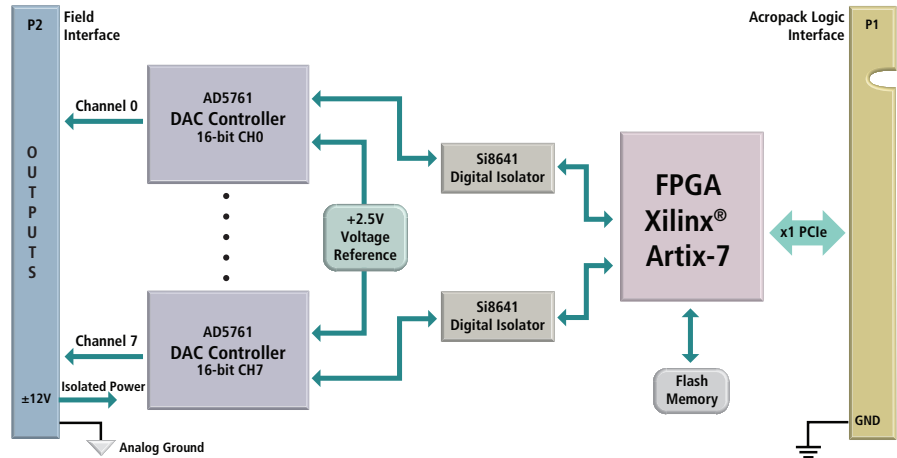 P2
Field
Interface
Acropack Logic
Interface
P1
AD5761
DAC Controller
16-bit CH0
Channel 0
Si8641
Digital Isolator
OUTPUTS
FPGA
Xilinx®
Artix-7
+2.5V
Voltage
Reference
x1 PCIe
AD5761
DAC Controller
16-bit CH7
Si8641
Digital Isolator
Channel 7
Isolated Power
±12V
Flash
Memory
GND
Analog Ground